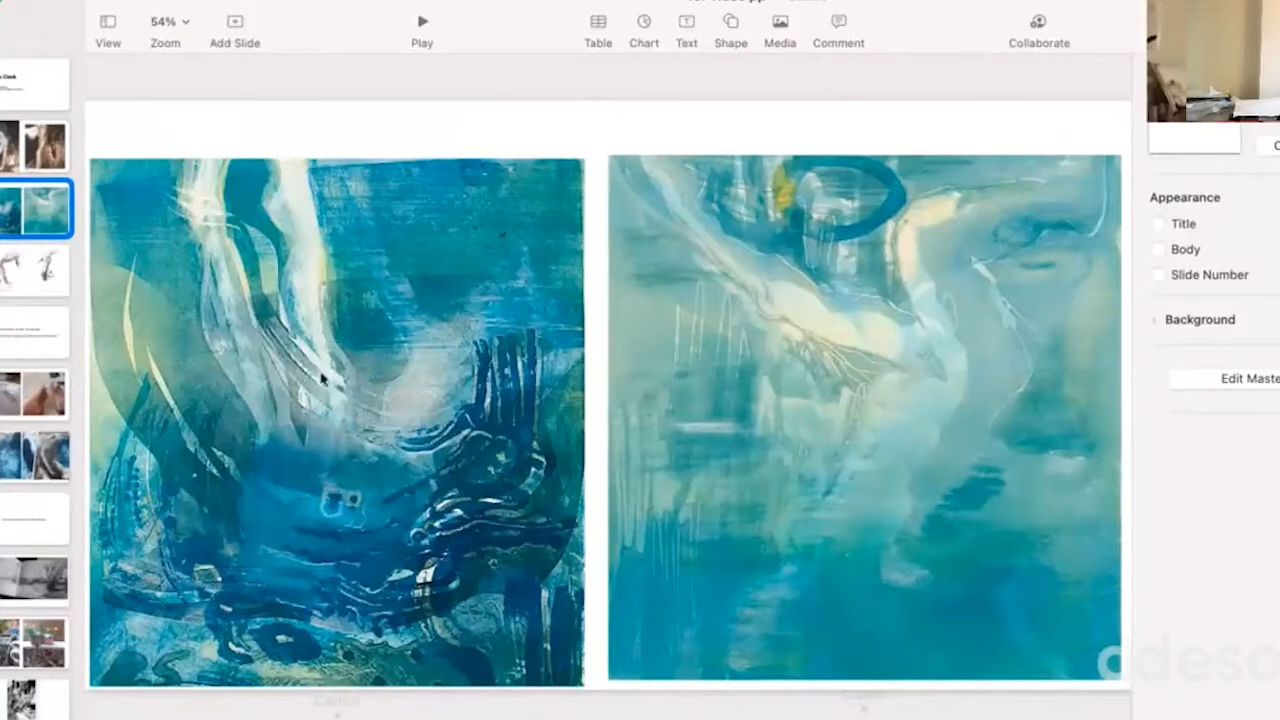 54%
View
Zoom
Add Slide
Play
Table
Chart
Text
Shape
Media
Comment
Collaborate
Appearance
Title
Body
Slide Number
Background
Edit Maste